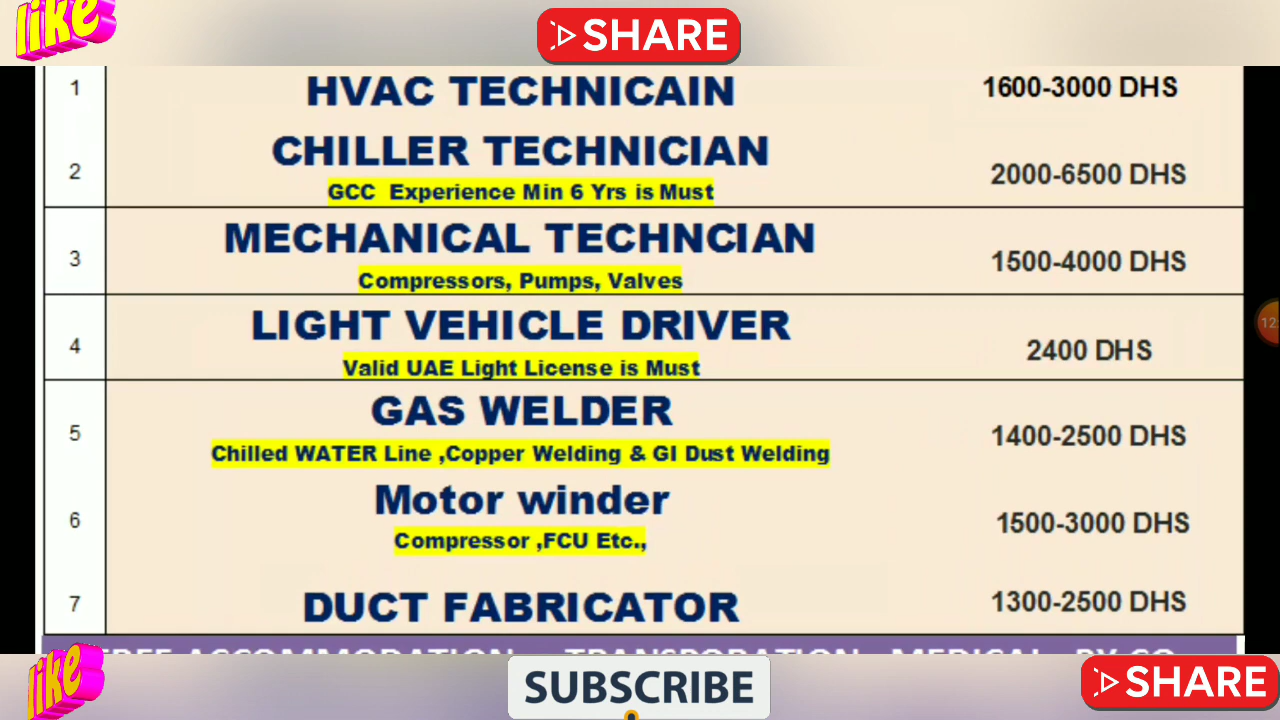 like
SHARE
1 HVAC TECHNICAIN 1600-3000 DHS
2 CHILLER TECHNICIAN 2000-6500 DHS
GCC Experience Min 6 Yrs is Must
3 MECHANICAL TECHNCIAN 1500-4000 DHS
Compressors, Pumps, Valves
4 LIGHT VEHICLE DRIVER 2400 DHS
Valid UAE Light License is Must
5 GAS WELDER 1400-2500 DHS
Chilled WATER Line ,Copper Welding & GI Dust Welding
6 Motor winder 1500-3000 DHS
Compressor ,FCU Etc.,
7 DUCT FABRICATOR 1300-2500 DHS
like
SUBSCRIBE
SHARE